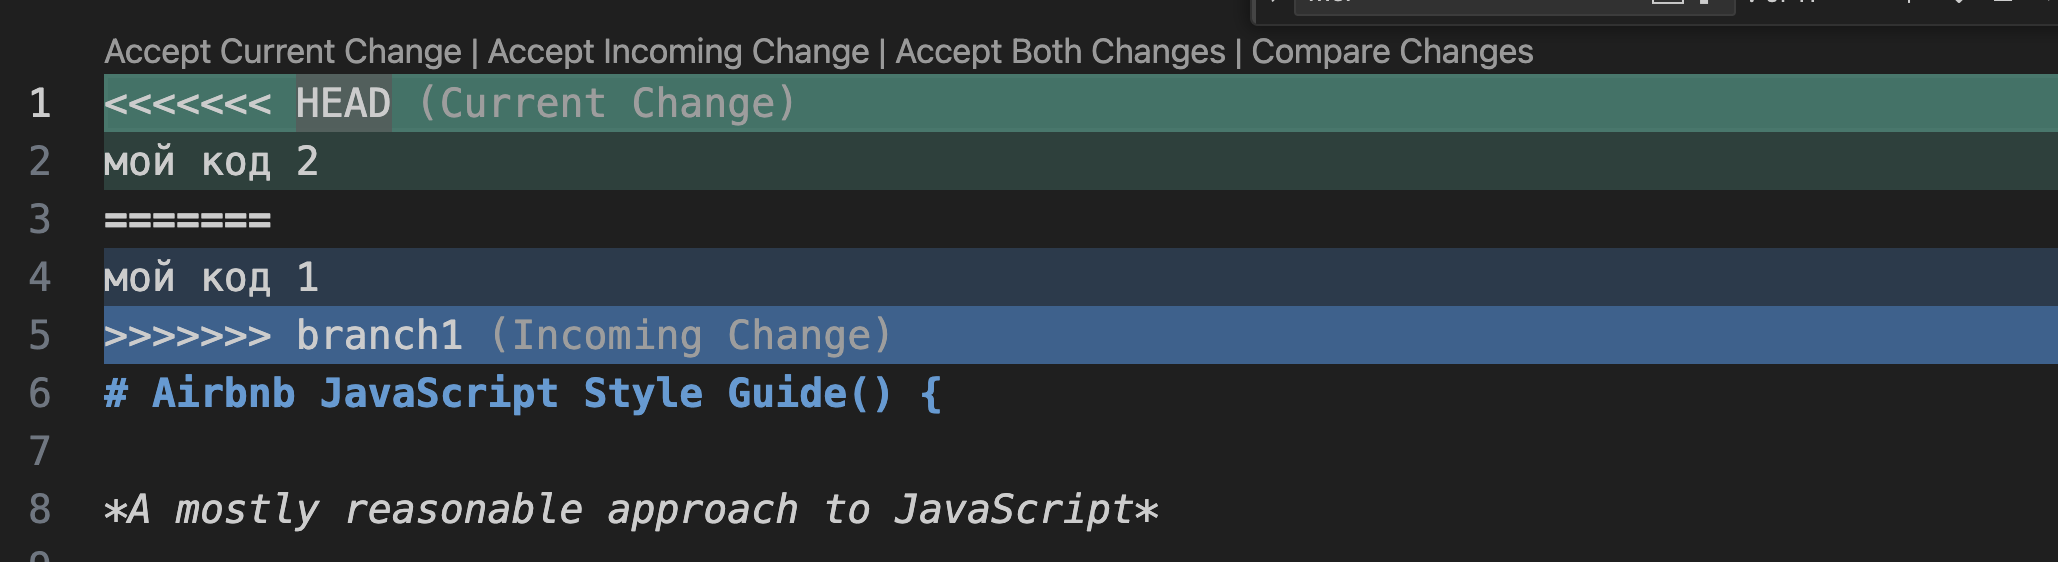 Accept Current Change | Accept Incoming Change | Accept Both Changes | Compare Changes
1 <<<<<<< HEAD (Current Change)
2 мой код 2
3 =======
4 мой код 1
5 >>>>>>> branch1 (Incoming Change)
6 # Airbnb JavaScript Style Guide() {
7
8 *A mostly reasonable approach to JavaScript*